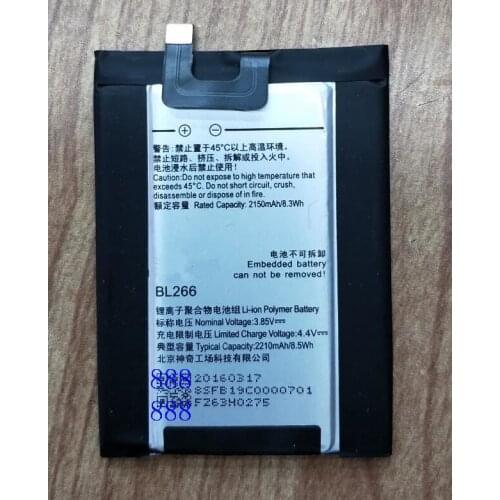 警告:禁止置于45°C以上高温环境.
禁止短路、挤压、拆解或投入火中.
电池浸水后禁止使用!
Caution:Do not expose to high temperature that
exceeds 45°C. Do not short circuit, crush,
disassemble or dispose of in fire.
额定容量 Rated Capacity: 2150mAh/8.3Wh
电池不可拆卸
Embedded battery
can not be removed
BL266
锂离子聚合物电池组 Li-ion Polymer Battery
标称电压 Nominal Voltage:3.85V
充电限制电压 Limited Charge Voltage:4.4V
典型容量 Typical Capacity:2210mAh/8.5Wh
北京神奇工场科技有限公司
20160317
8SFB19C0000701
FZ63H0275